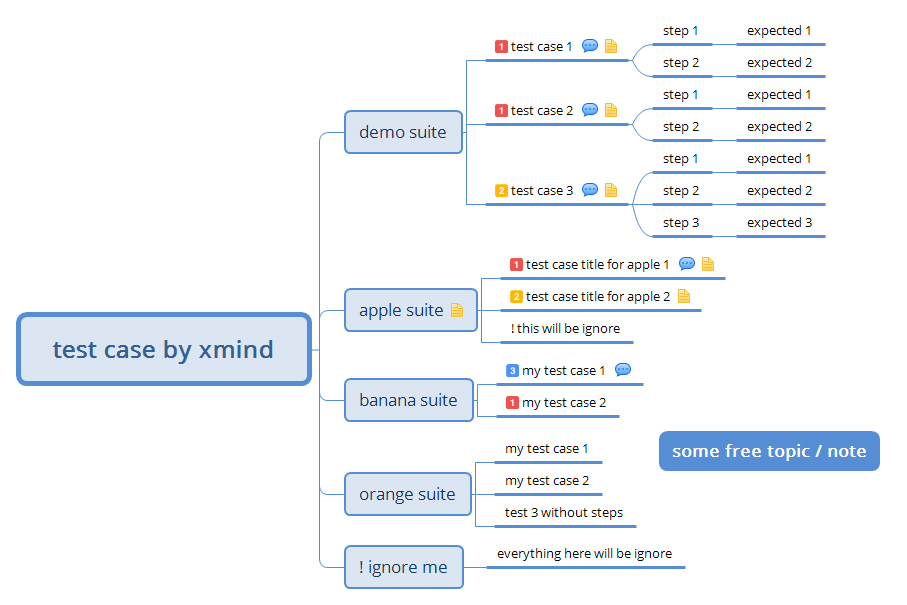 test case by xmind
demo suite
1 test case 1
step 1
expected 1
step 2
expected 2
1 test case 2
step 1
expected 1
step 2
expected 2
2 test case 3
step 1
expected 1
step 2
expected 2
step 3
expected 3
apple suite
1 test case title for apple 1
2 test case title for apple 2
! this will be ignore
banana suite
3 my test case 1
1 my test case 2
orange suite
my test case 1
my test case 2
test 3 without steps
! ignore me
everything here will be ignore
some free topic / note